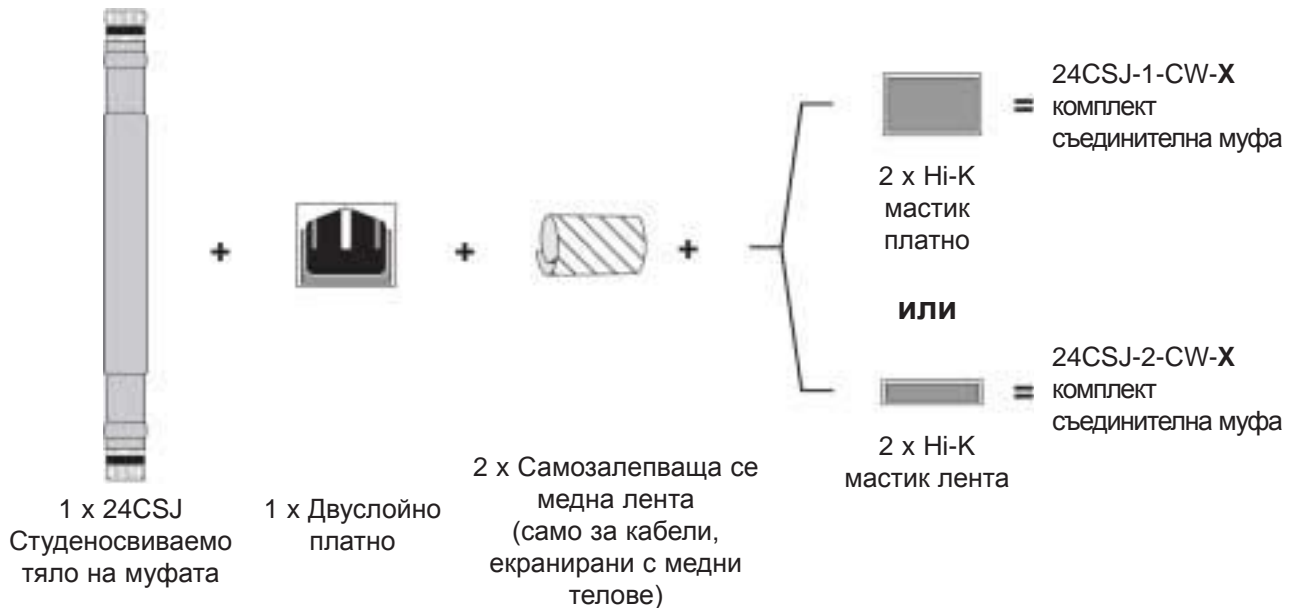 24CSJ-1-CW-X
комплект
съединителна муфа
=
2 x Hi-K
мастик
платно
+
+
+
или
24CSJ-2-CW-X
комплект
съединителна муфа
=
2 x Hi-K
мастик лента
1 x 24CSJ
Студеносвиваемо
тяло на муфата
1 x Двуслойно
платно
2 x Самозалепваща се
медна лента
(само за кабели,
екранирани с медни
телове)